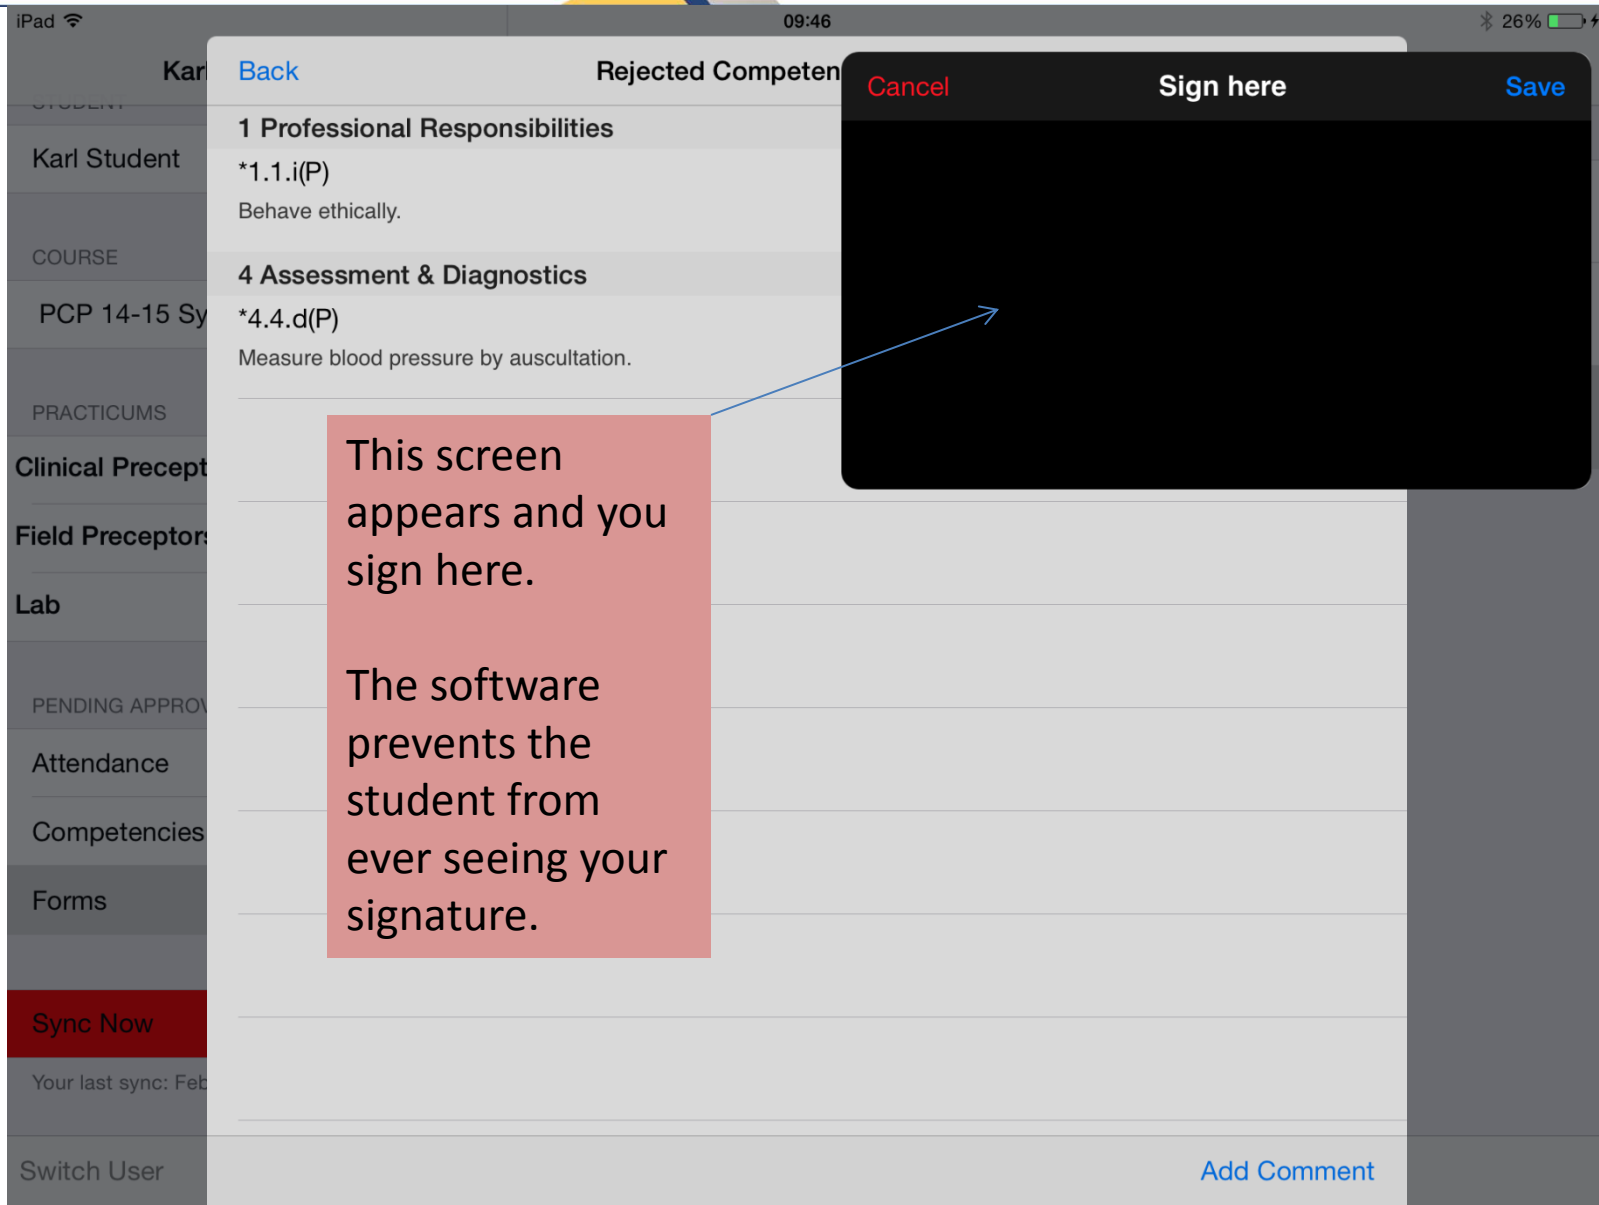 iPad 09:46 26%
STUDENT
Karl Student
COURSE
PCP 14-15 Sy
PRACTICUMS
Clinical Precept
Field Preceptors
Lab
PENDING APPROV
Attendance
Competencies
Forms
Sync Now
Your last sync: Feb
Switch User
Karl
Back Rejected Competen
1 Professional Responsibilities
*1.1.i(P)
Behave ethically.
4 Assessment & Diagnostics
*4.4.d(P)
Measure blood pressure by auscultation.
Add Comment
Cancel Sign here Save
This screen
appears and you
sign here.
The software
prevents the
student from
ever seeing your
signature.